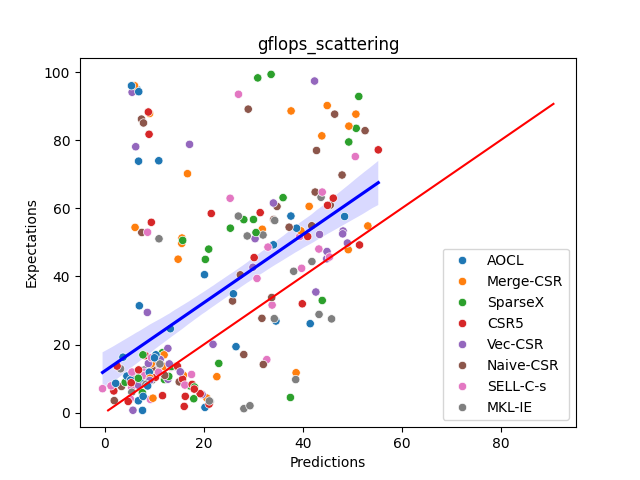 gflops_scattering
Expectations
100
80
60
40
20
0
AOCL
Merge-CSR
SparseX
CSR5
Vec-CSR
Naive-CSR
SELL-C-s
MKL-IE
0 20 40 60 80
Predictions